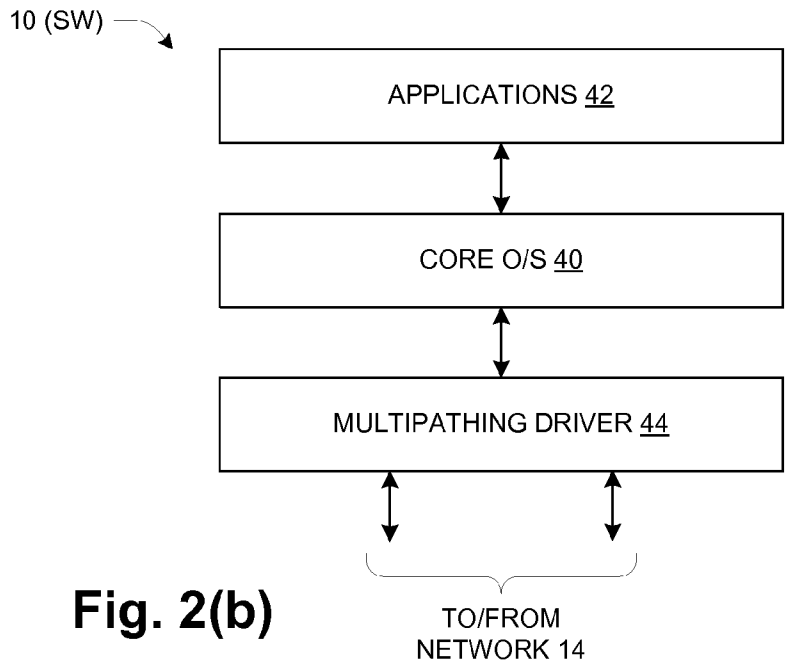 10 (SW)
APPLICATIONS 42
CORE O/S 40
MULTIPATHING DRIVER 44
TO/FROM
NETWORK 14
Fig. 2(b)